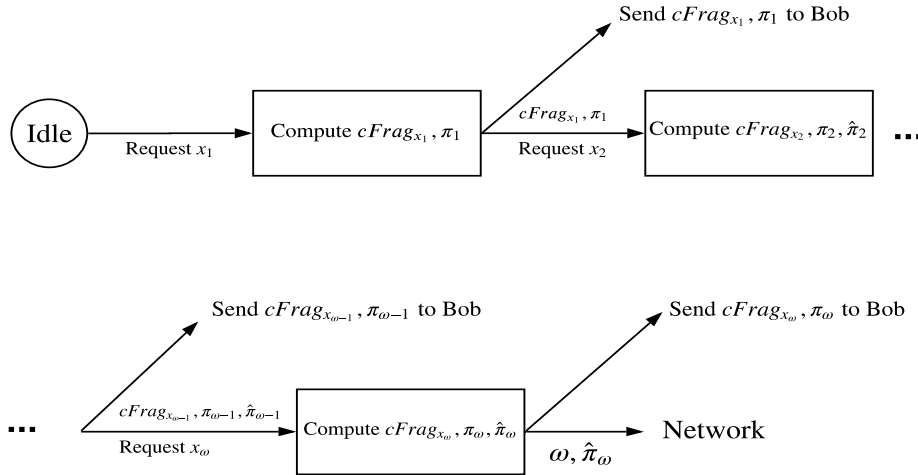 Send cFrag_{x_1}, π_1 to Bob
Idle
Request x_1
Compute cFrag_{x_1}, π_1
cFrag_{x_1}, π_1
Request x_2
Compute cFrag_{x_2}, π_2, π̂_2
...
Send cFrag_{x_{ω−1}}, π_{ω−1} to Bob
Send cFrag_{x_ω}, π_ω to Bob
...
cFrag_{x_{ω−1}}, π_{ω−1}, π̂_{ω−1}
Request x_ω
Compute cFrag_{x_ω}, π_ω, π̂_ω
ω, π̂_ω
Network